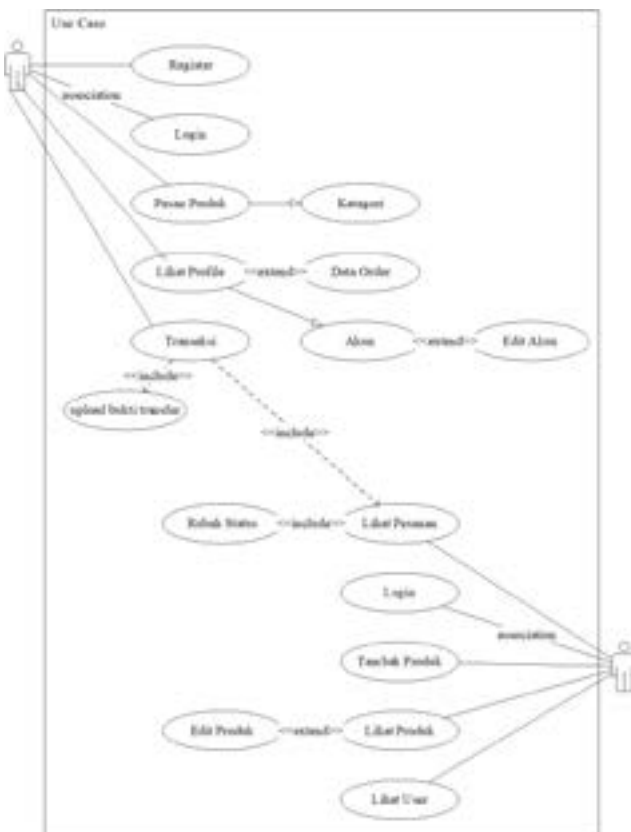 Use Case
Register
association
Login
Pesan Produk
Kategori
Lihat Profile
<<extend>>
Data Order
Transaksi
Akun
<<extend>>
Edit Akun
<<include>>
upload bukti transfer
<<include>>
Rubah Status
<<include>>
Lihat Pesanan
Login
association
Tambah Produk
Edit Produk
<<extend>>
Lihat Produk
Lihat User